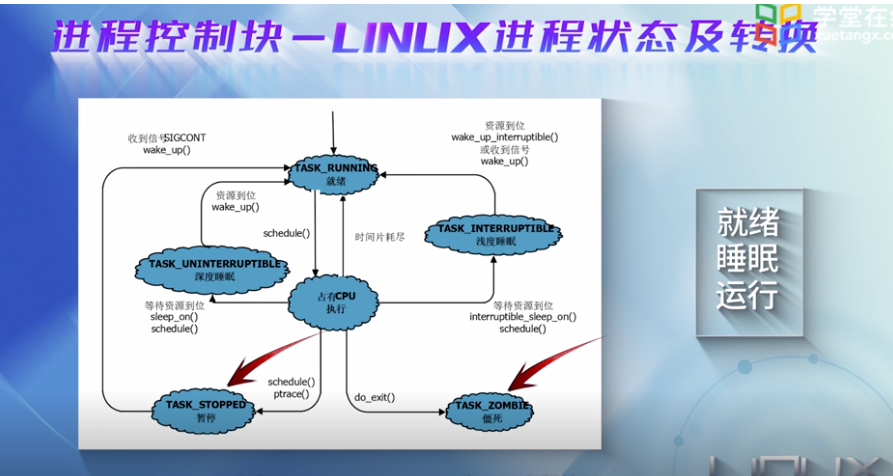 进程控制块-LINUX进程状态及转换
学堂在
xuetangx.co
收到信号SIGCONT
wake_up()
资源到位
wake_up_interruptible()
或收到信号
wake_up()
TASK_RUNNING
就绪
资源到位
wake_up()
schedule()
时间片耗尽
TASK_INTERRUPTIBLE
浅度睡眠
TASK_UNINTERRUPTIBLE
深度睡眠
占有CPU
执行
等待资源到位
sleep_on()
schedule()
等待资源到位
interruptible_sleep_on()
schedule()
schedule()
ptrace()
do_exit()
TASK_STOPPED
暂停
TASK_ZOMBIE
僵死
就绪
睡眠
运行
LINUX